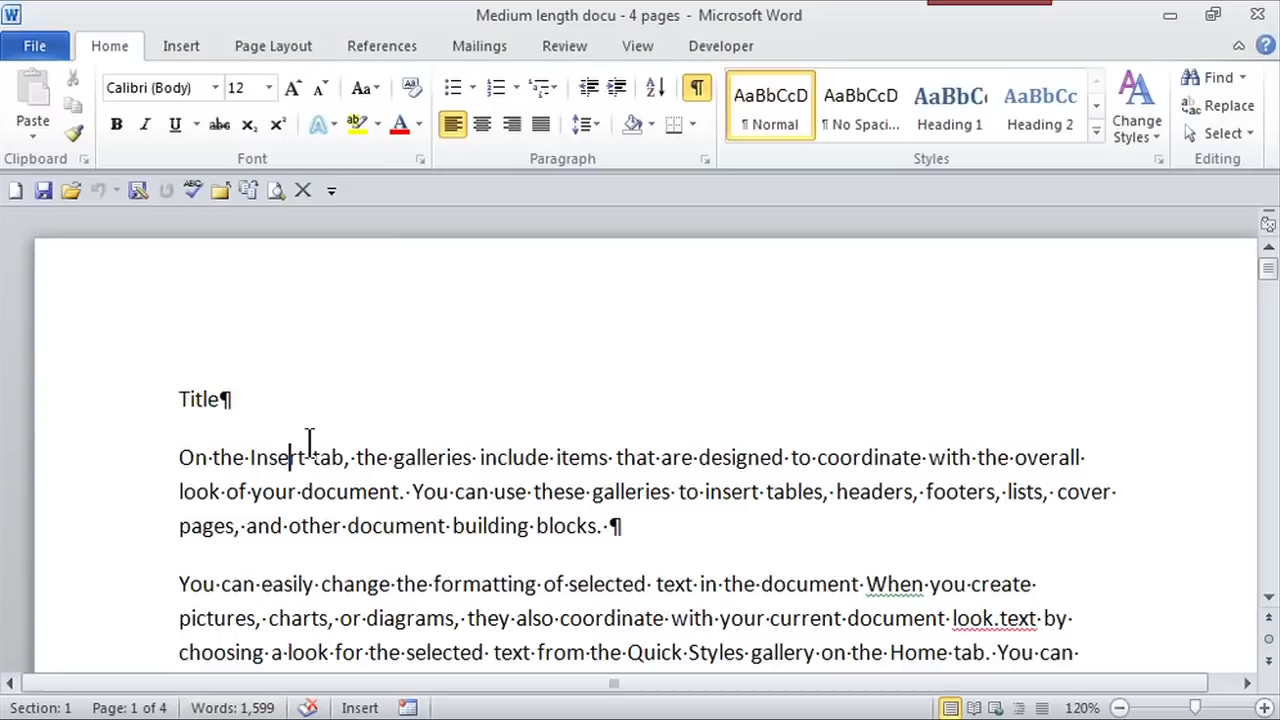 Medium length docu - 4 pages - Microsoft Word
File Home Insert Page Layout References Mailings Review View Developer
Calibri (Body) 12
Paste
Clipboard Font Paragraph Styles Editing
AaBbCcD AaBbCcD AaBbC AaBbCc
¶ Normal ¶ No Spaci... Heading 1 Heading 2
Change
Styles
Find
Replace
Select
Title¶
On·the·Insert·tab,·the·galleries·include·items·that·are·designed·to·coordinate·with·the·overall·
look·of·your·document.·You·can·use·these·galleries·to·insert·tables,·headers,·footers,·lists,·cover·
pages,·and·other·document·building·blocks.·¶
You·can·easily·change·the·formatting·of·selected·text·in·the·document·When·you·create·
pictures,·charts,·or·diagrams,·they·also·coordinate·with·your·current·document·look.text·by·
choosing·a·look·for·the·selected·text·from·the·Quick·Styles·gallery·on·the·Home·tab.·You·can·
Section: 1 Page: 1 of 4 Words: 1,599 Insert 120%